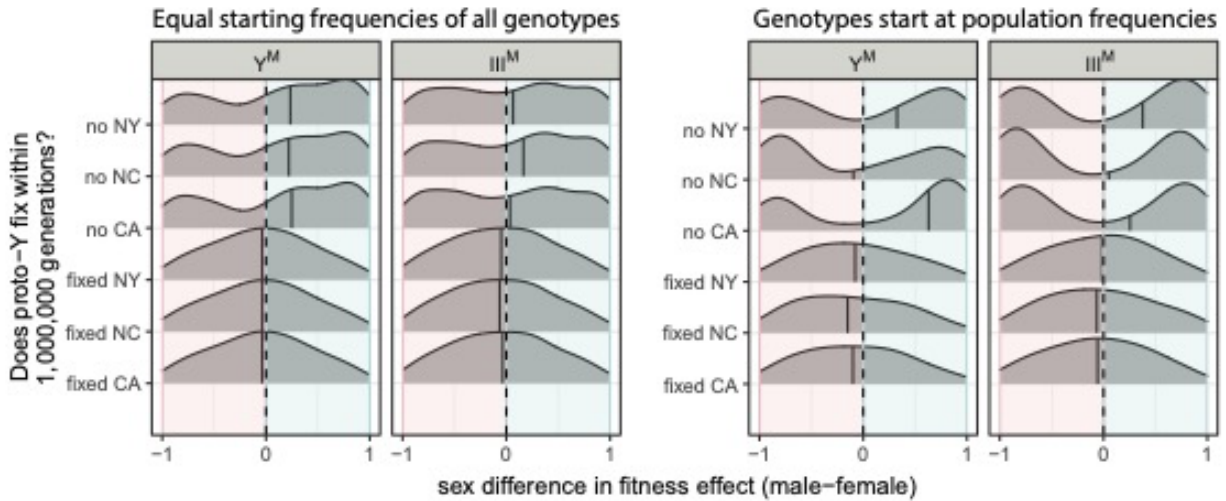 Equal starting frequencies of all genotypes
Genotypes start at population frequencies
Y^M
III^M
Y^M
III^M
Does proto−Y fix within
1,000,000 generations?
no NY
no NC
no CA
fixed NY
fixed NC
fixed CA
no NY
no NC
no CA
fixed NY
fixed NC
fixed CA
−1 0 1
−1 0 1
−1 0 1
−1 0 1
sex difference in fitness effect (male−female)